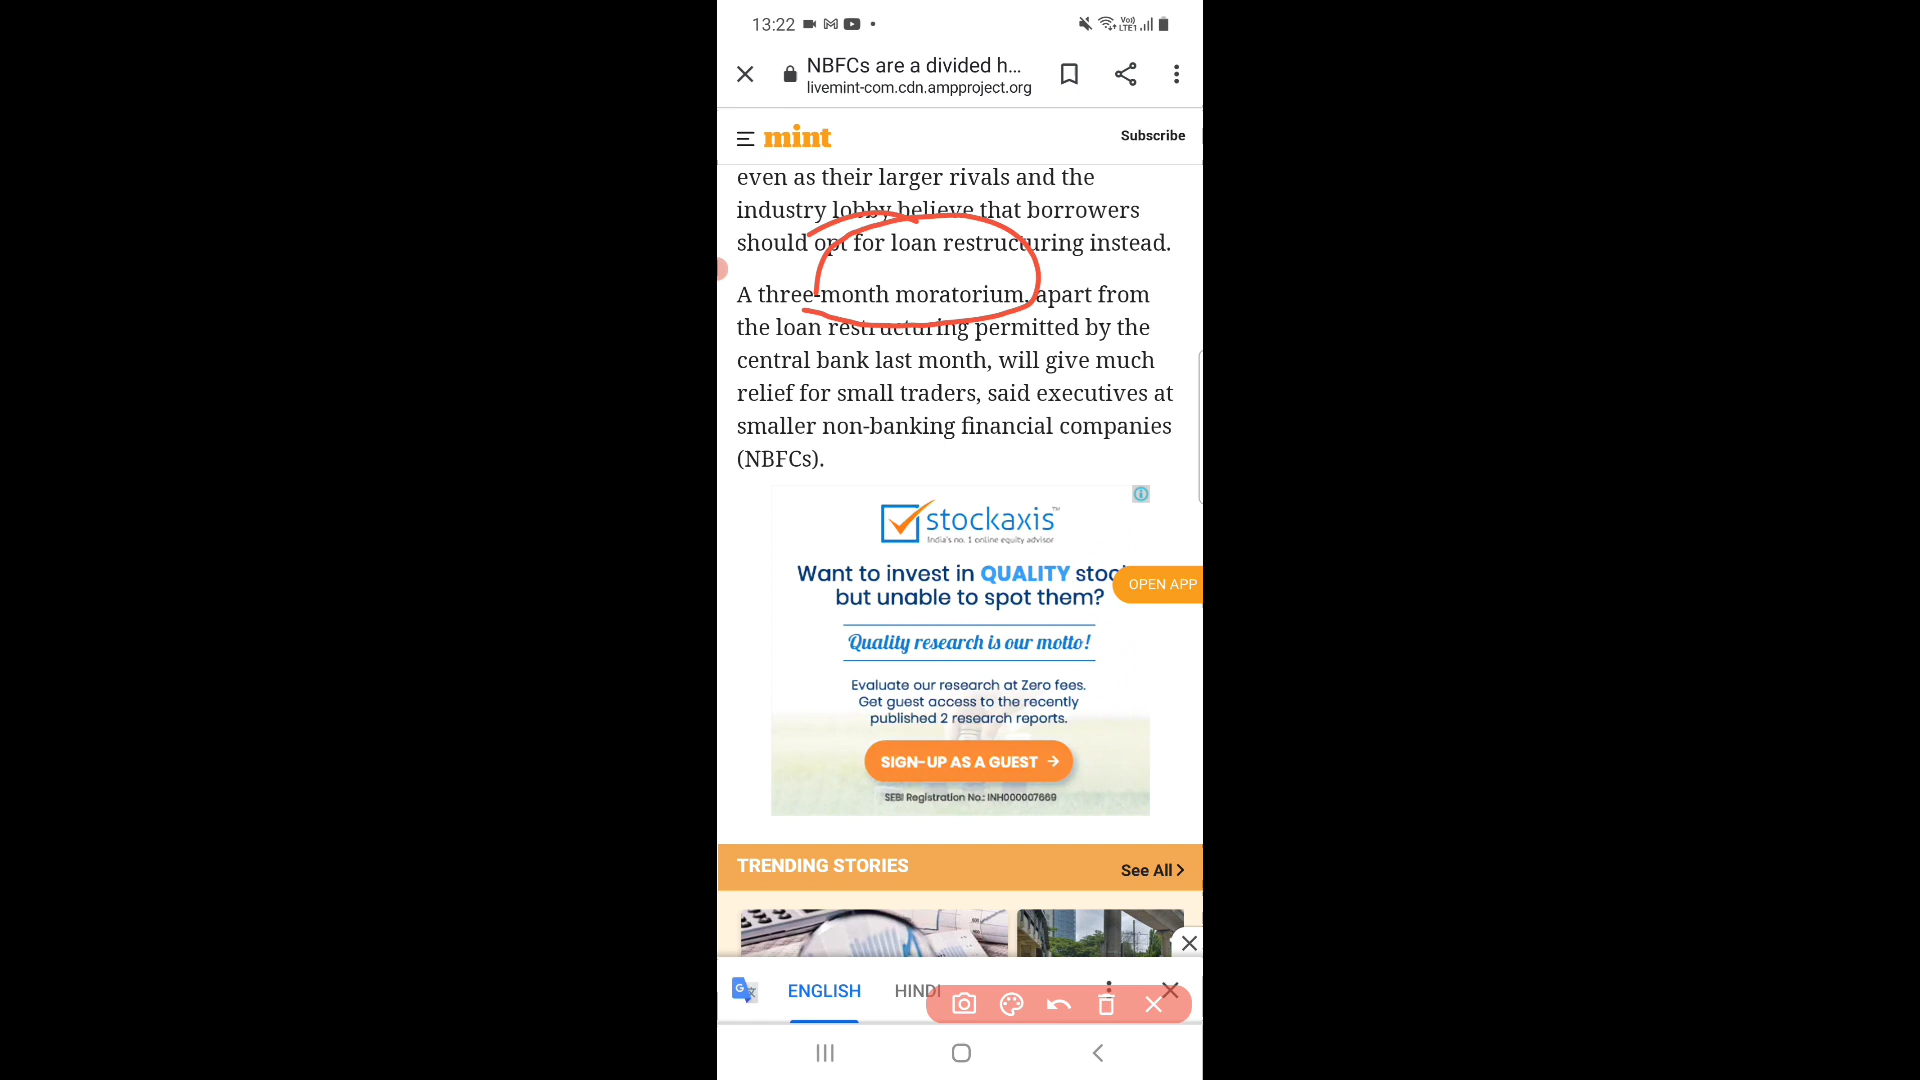 13:22
Vo)) LTE1
NBFCs are a divided h...
livemint-com.cdn.ampproject.org
mint
Subscribe
even as their larger rivals and the
industry lobby believe that borrowers
should opt for loan restructuring instead.
A three-month moratorium, apart from
the loan restructuring permitted by the
central bank last month, will give much
relief for small traders, said executives at
smaller non-banking financial companies
(NBFCs).
stockaxis™
India's no. 1 online equity advisor
Want to invest in QUALITY stoc
but unable to spot them?
OPEN APP
Quality research is our motto!
Evaluate our research at Zero fees.
Get guest access to the recently
published 2 research reports.
SIGN-UP AS A GUEST →
SEBI Registration No.: INH000007669
TRENDING STORIES
See All >
ENGLISH HINDI